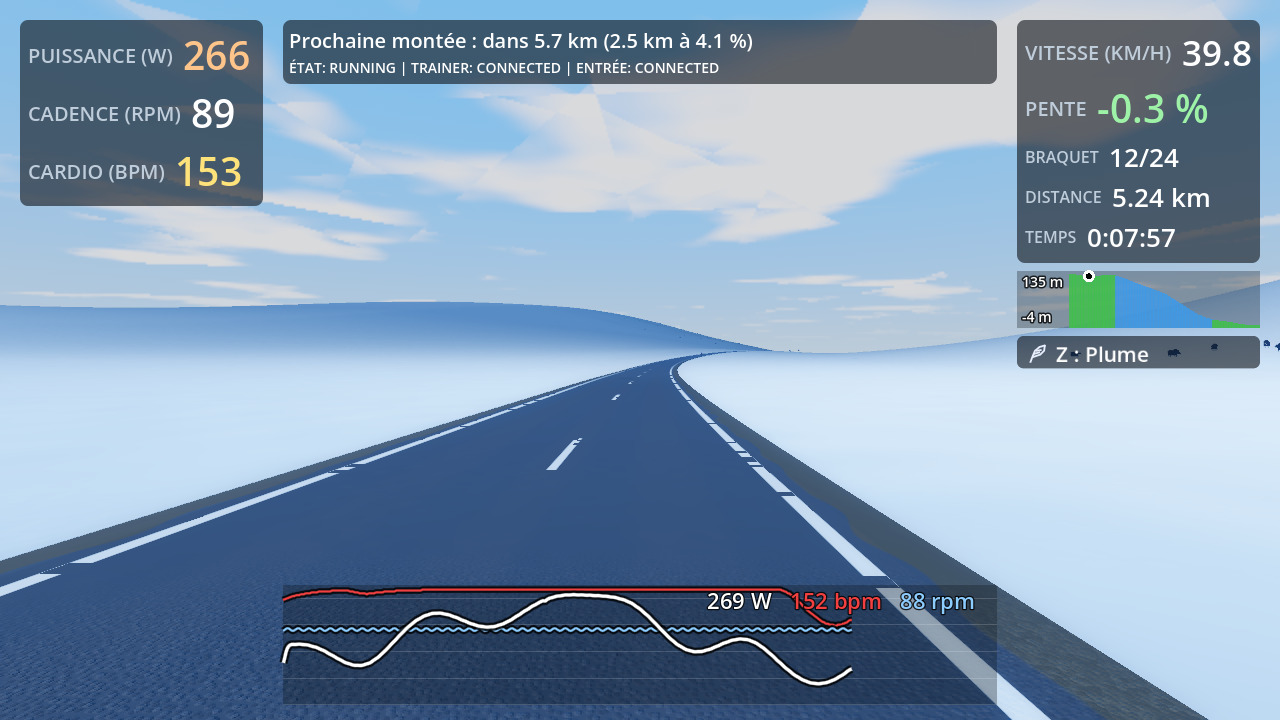 PUISSANCE (W) 266
CADENCE (RPM) 89
CARDIO (BPM) 153
Prochaine montée : dans 5.7 km (2.5 km à 4.1 %)
ÉTAT: RUNNING | TRAINER: CONNECTED | ENTRÉE: CONNECTED
VITESSE (KM/H) 39.8
PENTE -0.3 %
BRAQUET 12/24
DISTANCE 5.24 km
TEMPS 0:07:57
135 m
-4 m
Z : Plume
269 W 152 bpm 88 rpm